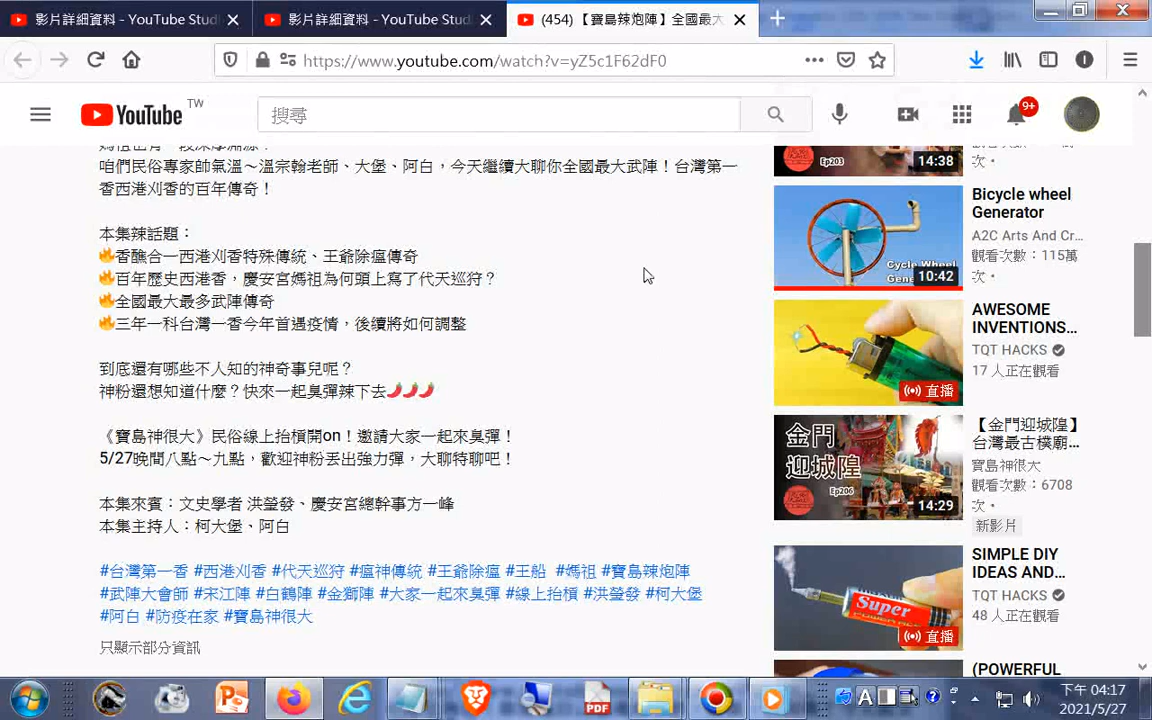 影片詳細資料 - YouTube Stud
影片詳細資料 - YouTube Stud
(454) 【寶島辣炮陣】全國最大
https://www.youtube.com/watch?v=yZ5c1F62dF0
YouTube TW
搜尋
9+
咱們民俗專家帥氣溫～溫宗翰老師、大堡、阿白，今天繼續大聊你全國最大武陣！台灣第一
香西港刈香的百年傳奇！
本集辣話題：
🔥香醮合一西港刈香特殊傳統、王爺除瘟傳奇
🔥百年歷史西港香，慶安宮媽祖為何頭上寫了代天巡狩？
🔥全國最大最多武陣傳奇
🔥三年一科台灣一香今年首遇疫情，後續將如何調整
到底還有哪些不人知的神奇事兒呢？
神粉還想知道什麼？快來一起臭彈辣下去🌶️🌶️🌶️
《寶島神很大》民俗線上抬槓開on！邀請大家一起來臭彈！
5/27晚間八點～九點，歡迎神粉丟出強力彈，大聊特聊吧！
本集來賓：文史學者 洪瑩發、慶安宮總幹事方一峰
本集主持人：柯大堡、阿白
#台灣第一香 #西港刈香 #代天巡狩 #瘟神傳統 #王爺除瘟 #王船 #媽祖 #寶島辣炮陣
#武陣大會師 #宋江陣 #白鶴陣 #金獅陣 #大家一起來臭彈 #線上抬槓 #洪瑩發 #柯大堡
#阿白 #防疫在家 #寶島神很大
只顯示部分資訊
Ep203
14:38
次・
Cycle Wheel
10:42
Bicycle wheel
Generator
A2C Arts And Cr...
觀看次數：115萬
次・
直播
AWESOME
INVENTIONS...
TQT HACKS
17 人正在觀看
金門
迎城隍
Ep206
14:29
【金門迎城隍】
台灣最古樸廟...
寶島神很大
觀看次數：6708
次・
新影片
Super
直播
SIMPLE DIY
IDEAS AND...
TQT HACKS
48 人正在觀看
(POWERFUL
PDF
A
下午 04:17
2021/5/27